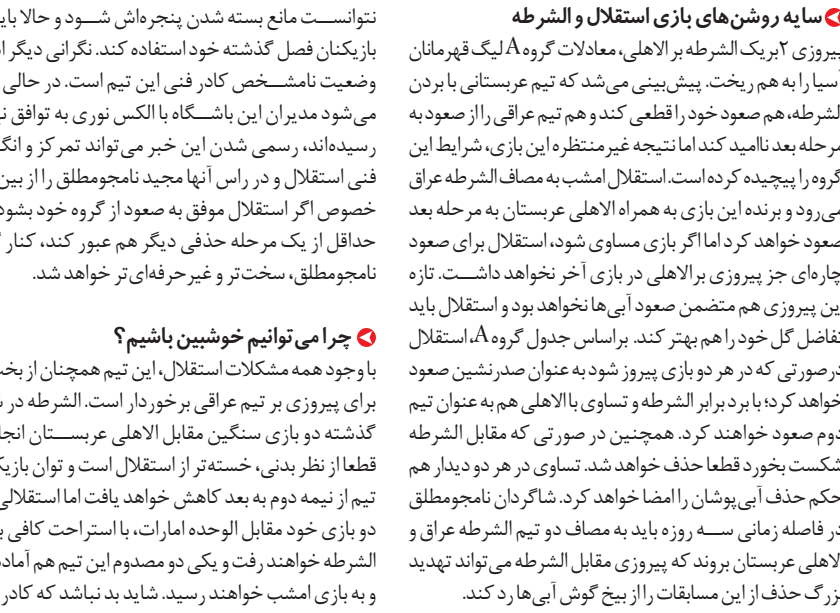 سایه روشن‌های بازی استقلال و الشرطه
پیروزی ۲بریک الشرطه بر الاهلی، معادلات گروه A لیگ قهرمانان
آسیا را به هم ریخت. پیش‌بینی می‌شد که تیم عربستانی با بردن
الشرطه، هم صعود خود را قطعی کند و هم تیم عراقی را از صعود به
مرحله بعد ناامید کند اما نتیجه غیرمنتظره این بازی، شرایط این
گروه را پیچیده کرده است. استقلال امشب به مصاف الشرطه عراق
می‌رود و برنده این بازی به همراه الاهلی عربستان به مرحله بعد
صعود خواهد کرد اما اگر بازی مساوی شود، استقلال برای صعود
چاره‌ای جز پیروزی بر الاهلی در بازی آخر نخواهد داشت. تازه
این پیروزی هم متضمن صعود آبی‌ها نخواهد بود و استقلال باید
تفاضل گل خود را هم بهتر کند. براساس جدول گروه A، استقلال
درصورتی که در هر دو بازی پیروز شود به عنوان صدرنشین صعود
خواهد کرد؛ با برد برابر الشرطه و تساوی با الاهلی هم به عنوان تیم
دوم صعود خواهند کرد. همچنین در صورتی که مقابل الشرطه
شکست بخورد قطعا حذف خواهد شد. تساوی در هر دو دیدار هم
حکم حذف آبی‌پوشان را امضا خواهد کرد. شاگردان نامجومطلق
در فاصله زمانی سه روزه باید به مصاف دو تیم الشرطه عراق و
الاهلی عربستان بروند که پیروزی مقابل الشرطه می‌تواند تهدید
بزرگ حذف از این مسابقات را از بیخ گوش آبی‌ها رد کند.
نتوانست مانع بسته شدن پنجره‌اش شود و حالا
بازیکنان فصل گذشته خود استفاده کند. نگرانی دیگر
وضعیت نامشخص کادر فنی این تیم است. در حالی
می‌شود مدیران این باشگاه با الکس نوری به توافق
رسیده‌اند، رسمی شدن این خبر می‌تواند تمرکز و
فنی استقلال و در راس آنها مجید نامجومطلق را از بین
خصوص اگر استقلال موفق به صعود از گروه خود بشود
حداقل از یک مرحله حذفی دیگر هم عبور کند، کنار
نامجومطلق، سخت‌تر و غیرحرفه‌ای‌تر خواهد شد.
چرا می‌توانیم خوشبین باشیم؟
با وجود همه مشکلات استقلال، این تیم همچنان از
برای پیروزی بر تیم عراقی برخوردار است. الشرطه در
گذشته دو بازی سنگین مقابل الاهلی عربستان
قطعا از نظر بدنی، خسته‌تر از استقلال است و توان
تیم از نیمه دوم به بعد کاهش خواهد یافت اما
دو بازی خود مقابل الوحده امارات، با استراحت کافی
الشرطه خواهند رفت و یکی دو مصدوم این تیم هم
و به بازی امشب خواهند رسید. شاید بد نباشد که کادر